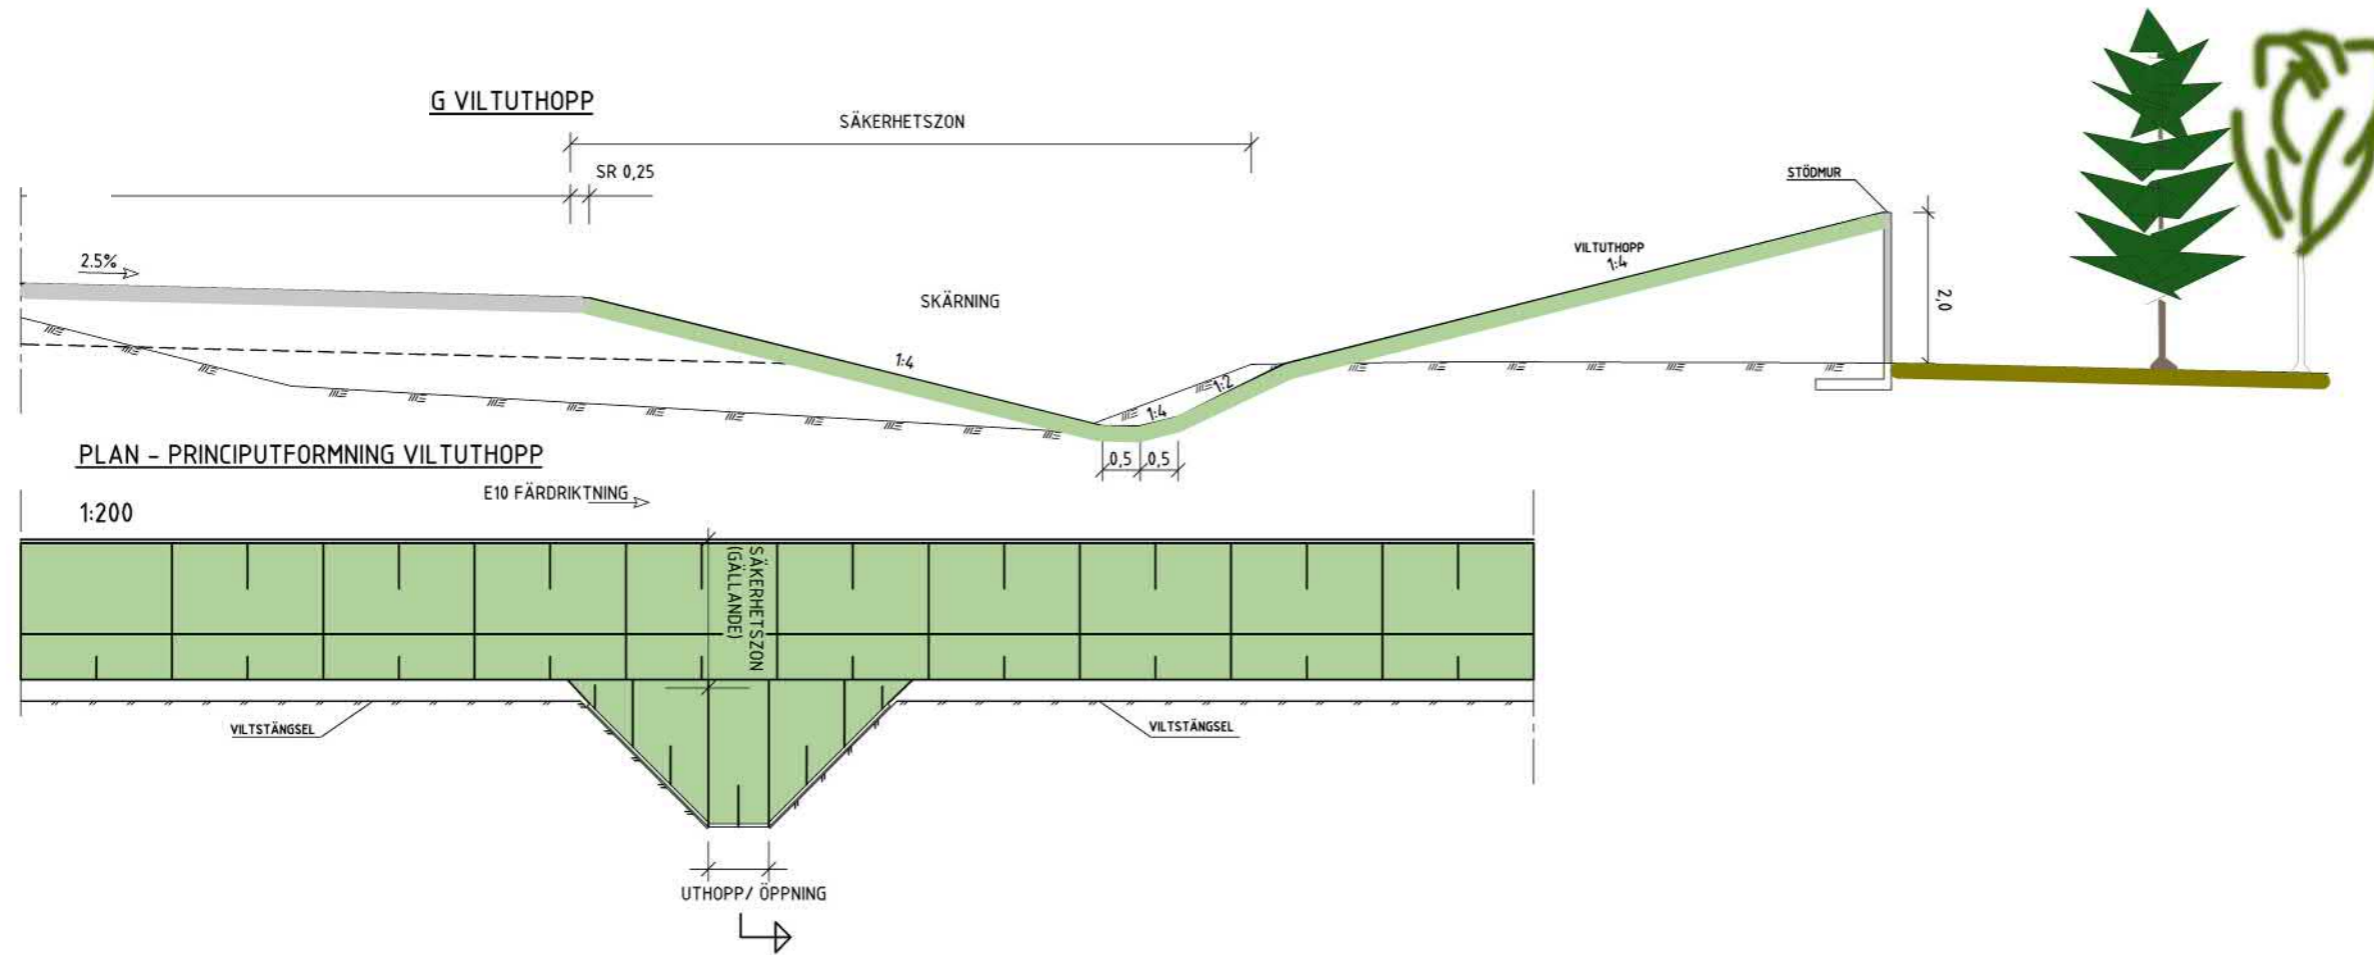 G VILTUTHOPP
SÄKERHETSZON
SR 0,25
STÖDMUR
VILTUTHOPP
1:4
2.5%
SKÄRNING
2,0
1:4
1:2
1:4
0,5
0,5
PLAN - PRINCIPUTFORMNING VILTUTHOPP
E10 FÄRDRIKTNING
1:200
SÄKERHETSZON
(GÄLLANDE)
VILTSTÄNGSEL
VILTSTÄNGSEL
UTHOPP/ ÖPPNING